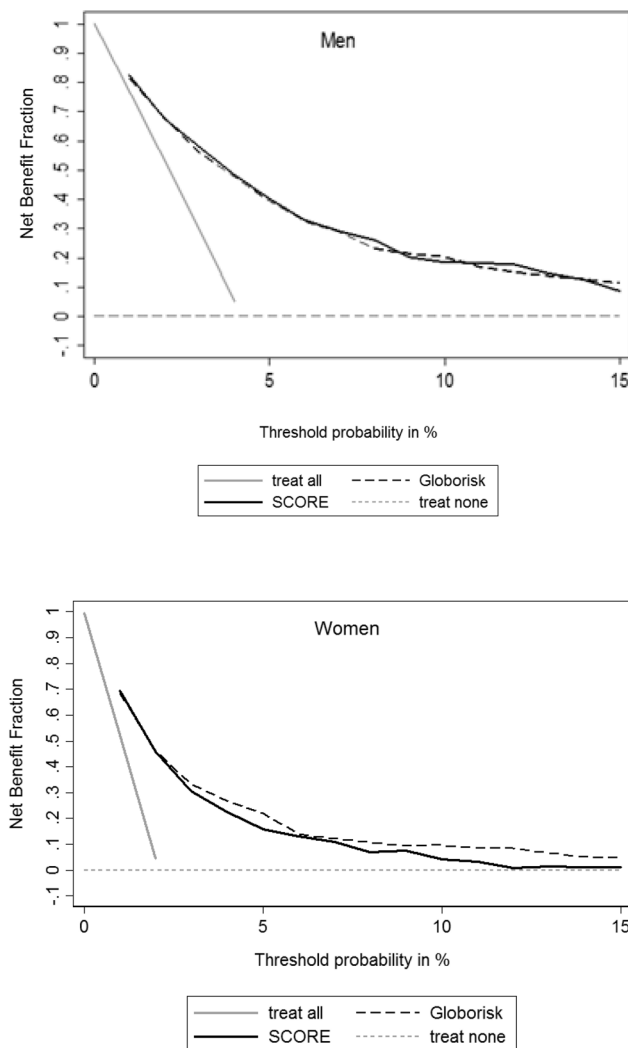 Men
Net Benefit Fraction
1
.9
.8
.7
.6
.5
.4
.3
.2
.1
0
-.1
0 5 10 15
Threshold probability in %
treat all Globorisk
SCORE treat none
Women
Net Benefit Fraction
1
.9
.8
.7
.6
.5
.4
.3
.2
.1
0
-.1
0 5 10 15
Threshold probability in %
treat all Globorisk
SCORE treat none